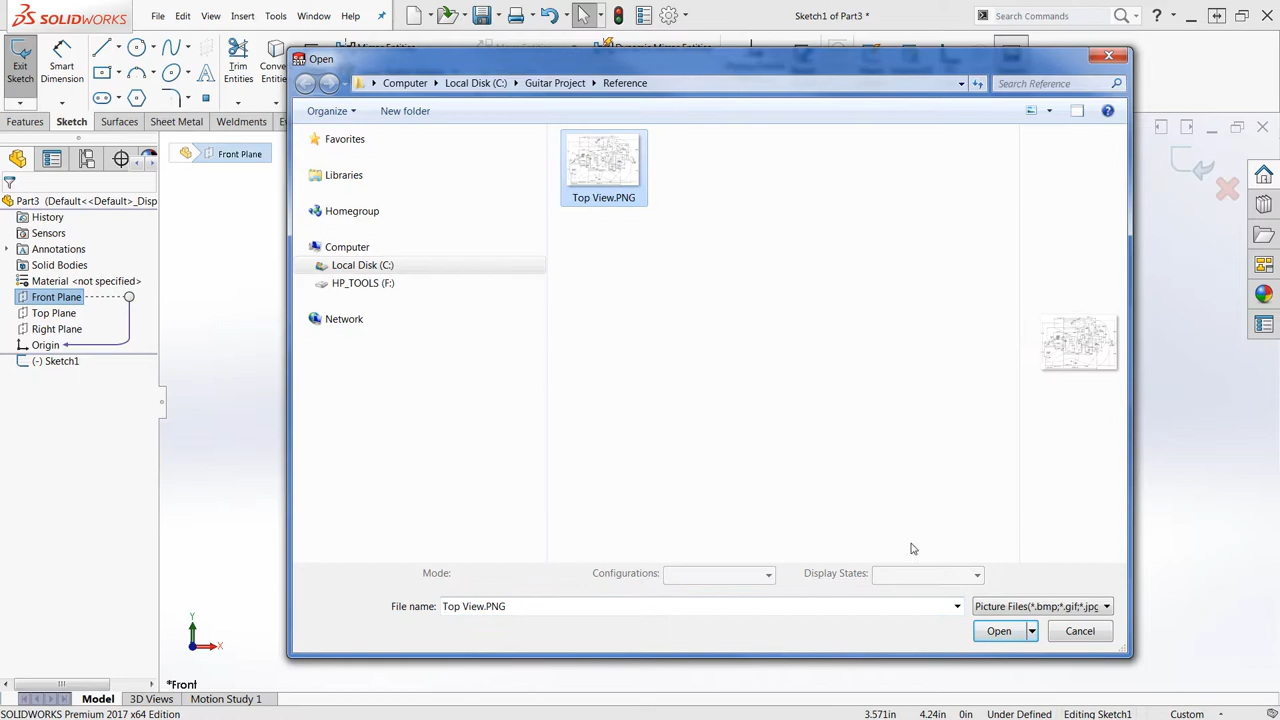 SOLIDWORKS
File
Edit
View
Insert
Tools
Window
Help
Sketch1 of Part3 *
Search Commands
Exit
Sketch
Smart
Dimension
Trim
Entities
Features
Sketch
Surfaces
Sheet Metal
Weldments
Front Plane
Part3 (Default<<Default>_Disp
History
Sensors
Annotations
Solid Bodies
Material <not specified>
Front Plane
Top Plane
Right Plane
Origin
(-) Sketch1
Open
Computer
Local Disk (C:)
Guitar Project
Reference
Search Reference
Organize
New folder
Favorites
Libraries
Homegroup
Computer
Local Disk (C:)
HP_TOOLS (F:)
Network
Top View.PNG
Mode:
Configurations:
Display States:
File name:
Top View.PNG
Picture Files(*.bmp;*.gif;*.jpg
Open
Cancel
Y
X
*Front
Model
3D Views
Motion Study 1
SOLIDWORKS Premium 2017 x64 Edition
3.571in
4.24in
0in
Under Defined
Editing Sketch1
Custom